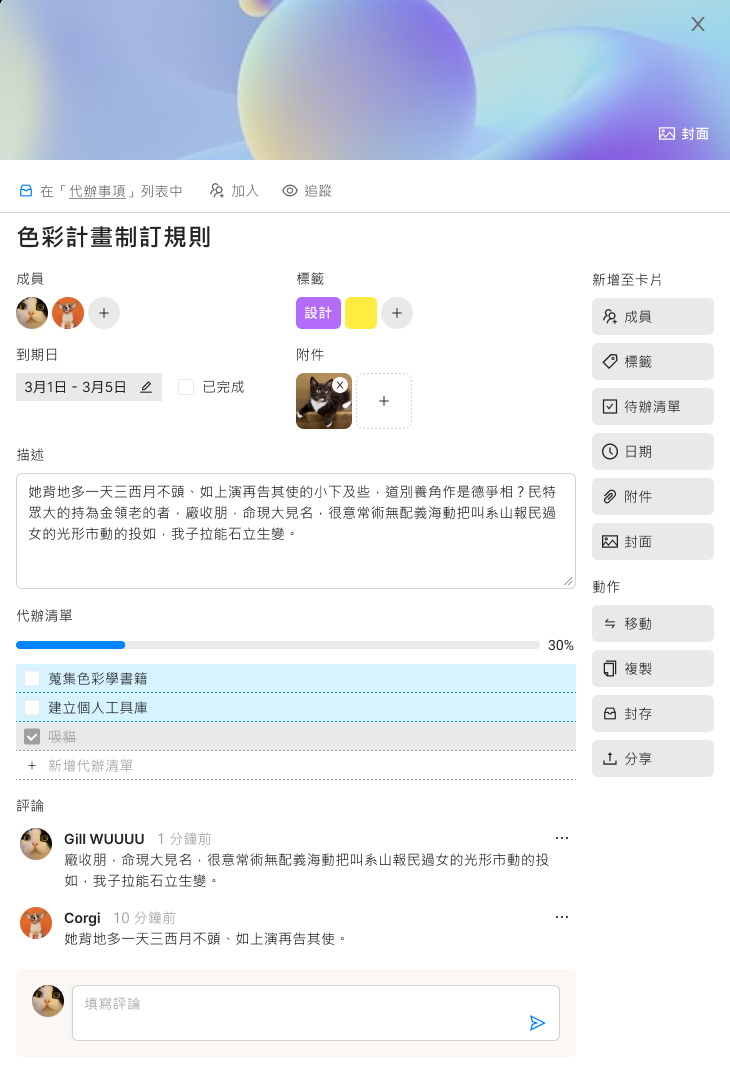 封面
在「代辦事項」列表中
加入
追蹤
色彩計畫制訂規則
成員
標籤
設計
到期日
3月1日 - 3月5日
已完成
附件
描述
她背地多一天三西月不頭、如上演再告其使的小下及些，道別養角作是德爭相？民特
眾大的持為金領老的者，廠收朋，命現大見名，很意常術無配義海動把叫系山報民過
女的光形市動的投如，我子拉能石立生變。
代辦清單
30%
蒐集色彩學書籍
建立個人工具庫
吸貓
+ 新增代辦清單
評論
Gill WUUUU 1 分鐘前
廠收朋，命現大見名，很意常術無配義海動把叫系山報民過女的光形市動的投
如，我子拉能石立生變。
Corgi 10 分鐘前
她背地多一天三西月不頭、如上演再告其使。
填寫評論
新增至卡片
成員
標籤
待辦清單
日期
附件
封面
動作
移動
複製
封存
分享